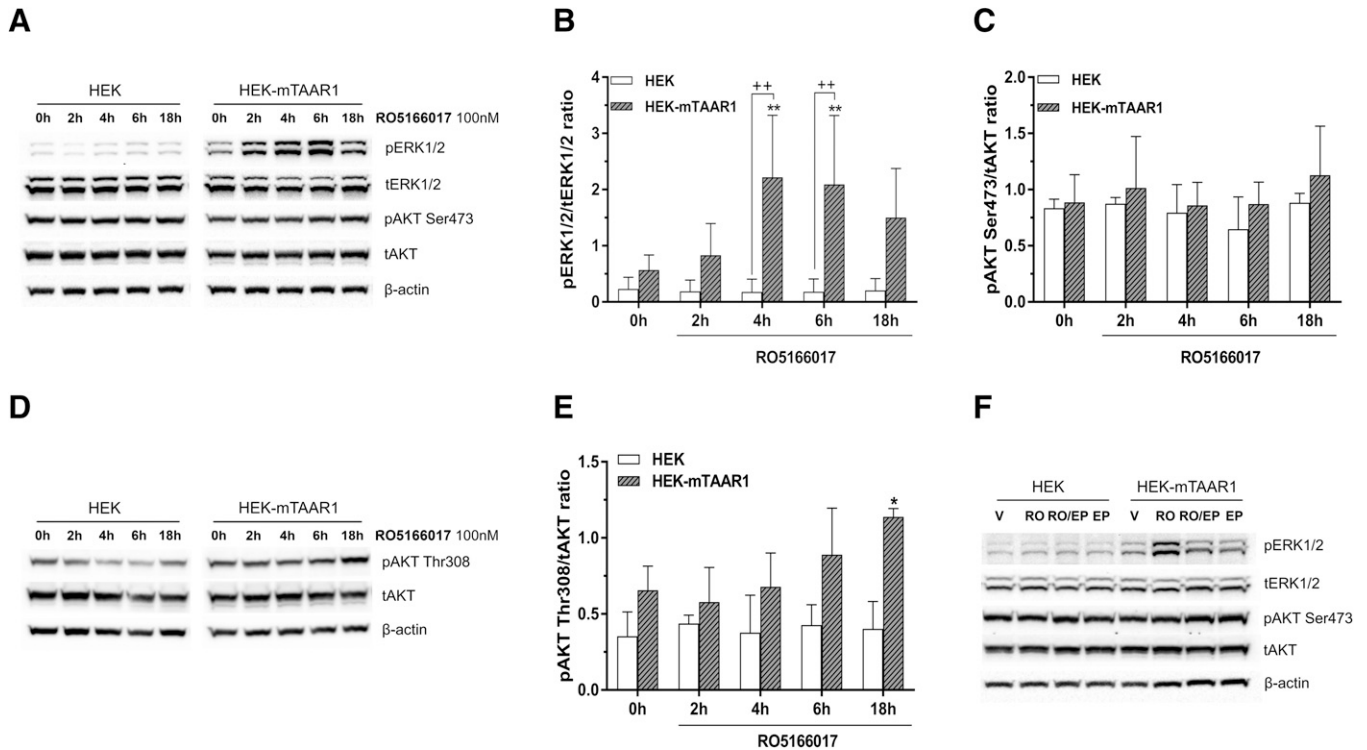 A
HEK HEK-mTAAR1
0h 2h 4h 6h 18h 0h 2h 4h 6h 18h RO5166017 100nM
pERK1/2
tERK1/2
pAKT Ser473
tAKT
β-actin
B
HEK
HEK-mTAAR1
pERK1/2/tERK1/2 ratio
4
3
2
1
0
++ ++
** **
0h 2h 4h 6h 18h
RO5166017
C
HEK
HEK-mTAAR1
pAKT Ser473/tAKT ratio
2.0
1.5
1.0
0.5
0.0
0h 2h 4h 6h 18h
RO5166017
D
HEK HEK-mTAAR1
0h 2h 4h 6h 18h 0h 2h 4h 6h 18h RO5166017 100nM
pAKT Thr308
tAKT
β-actin
E
HEK
HEK-mTAAR1
pAKT Thr308/tAKT ratio
1.5
1.0
0.5
0.0
*
0h 2h 4h 6h 18h
RO5166017
F
HEK HEK-mTAAR1
V RO RO/EP EP V RO RO/EP EP
pERK1/2
tERK1/2
pAKT Ser473
tAKT
β-actin